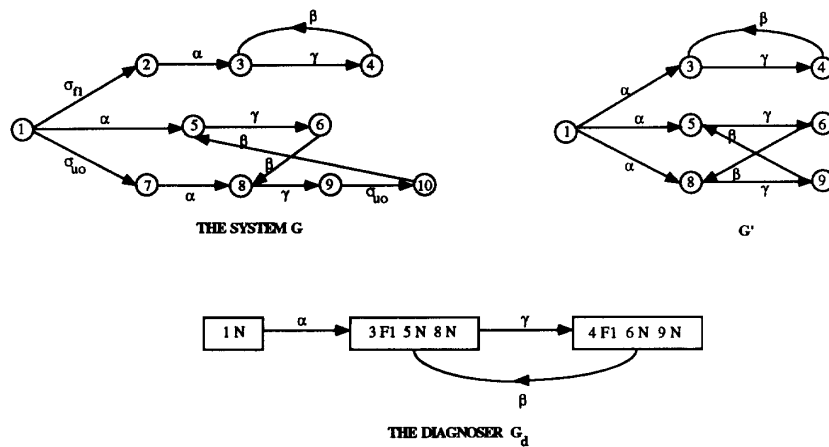 β
α
2
3
γ
4
σf1
1
α
5
γ
6
β
β
σuo
7
α
8
γ
9
σuo
10
THE SYSTEM G
β
3
γ
4
α
1
α
5
γ
6
β
α
8
β
γ
9
G'
1 N
α
3 F1 5 N 8 N
γ
4 F1 6 N 9 N
β
THE DIAGNOSER Gd